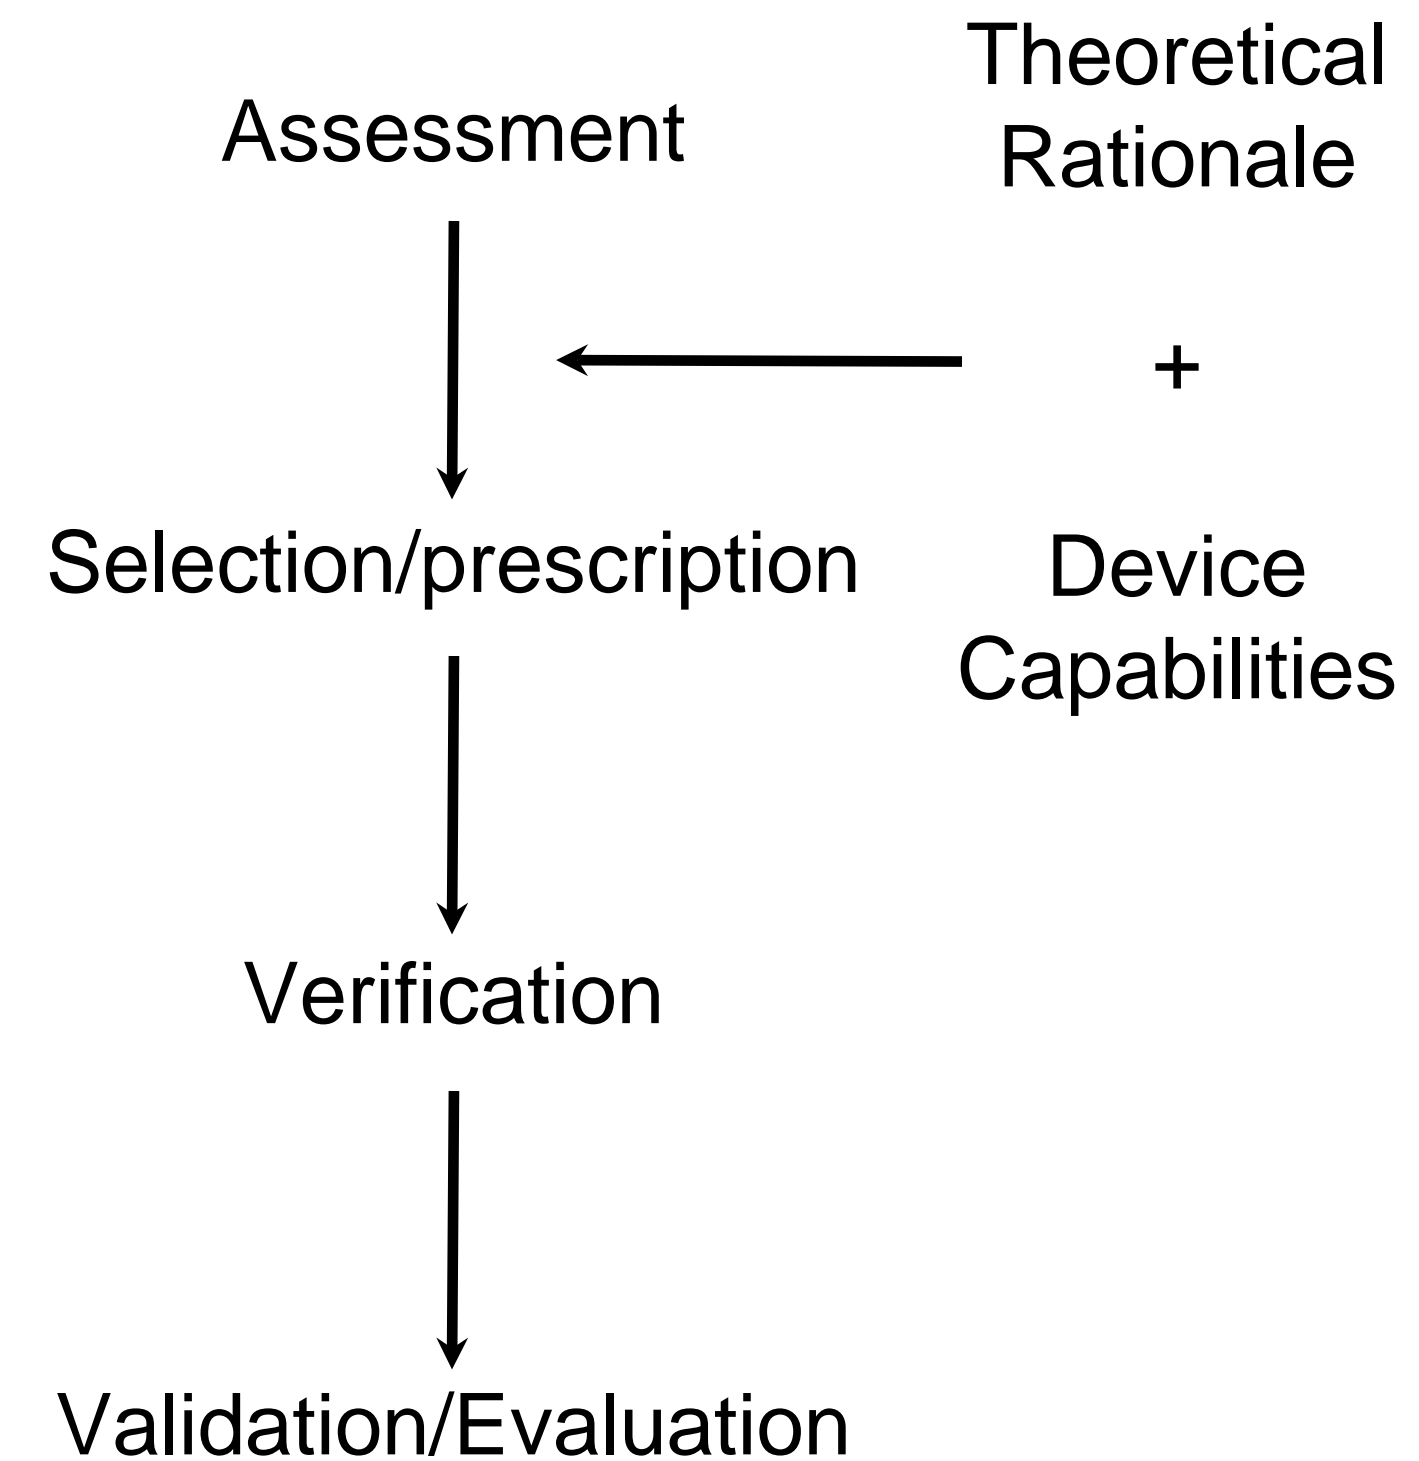 Assessment
Theoretical
Rationale
+
Selection/prescription
Device
Capabilities
Verification
Validation/Evaluation